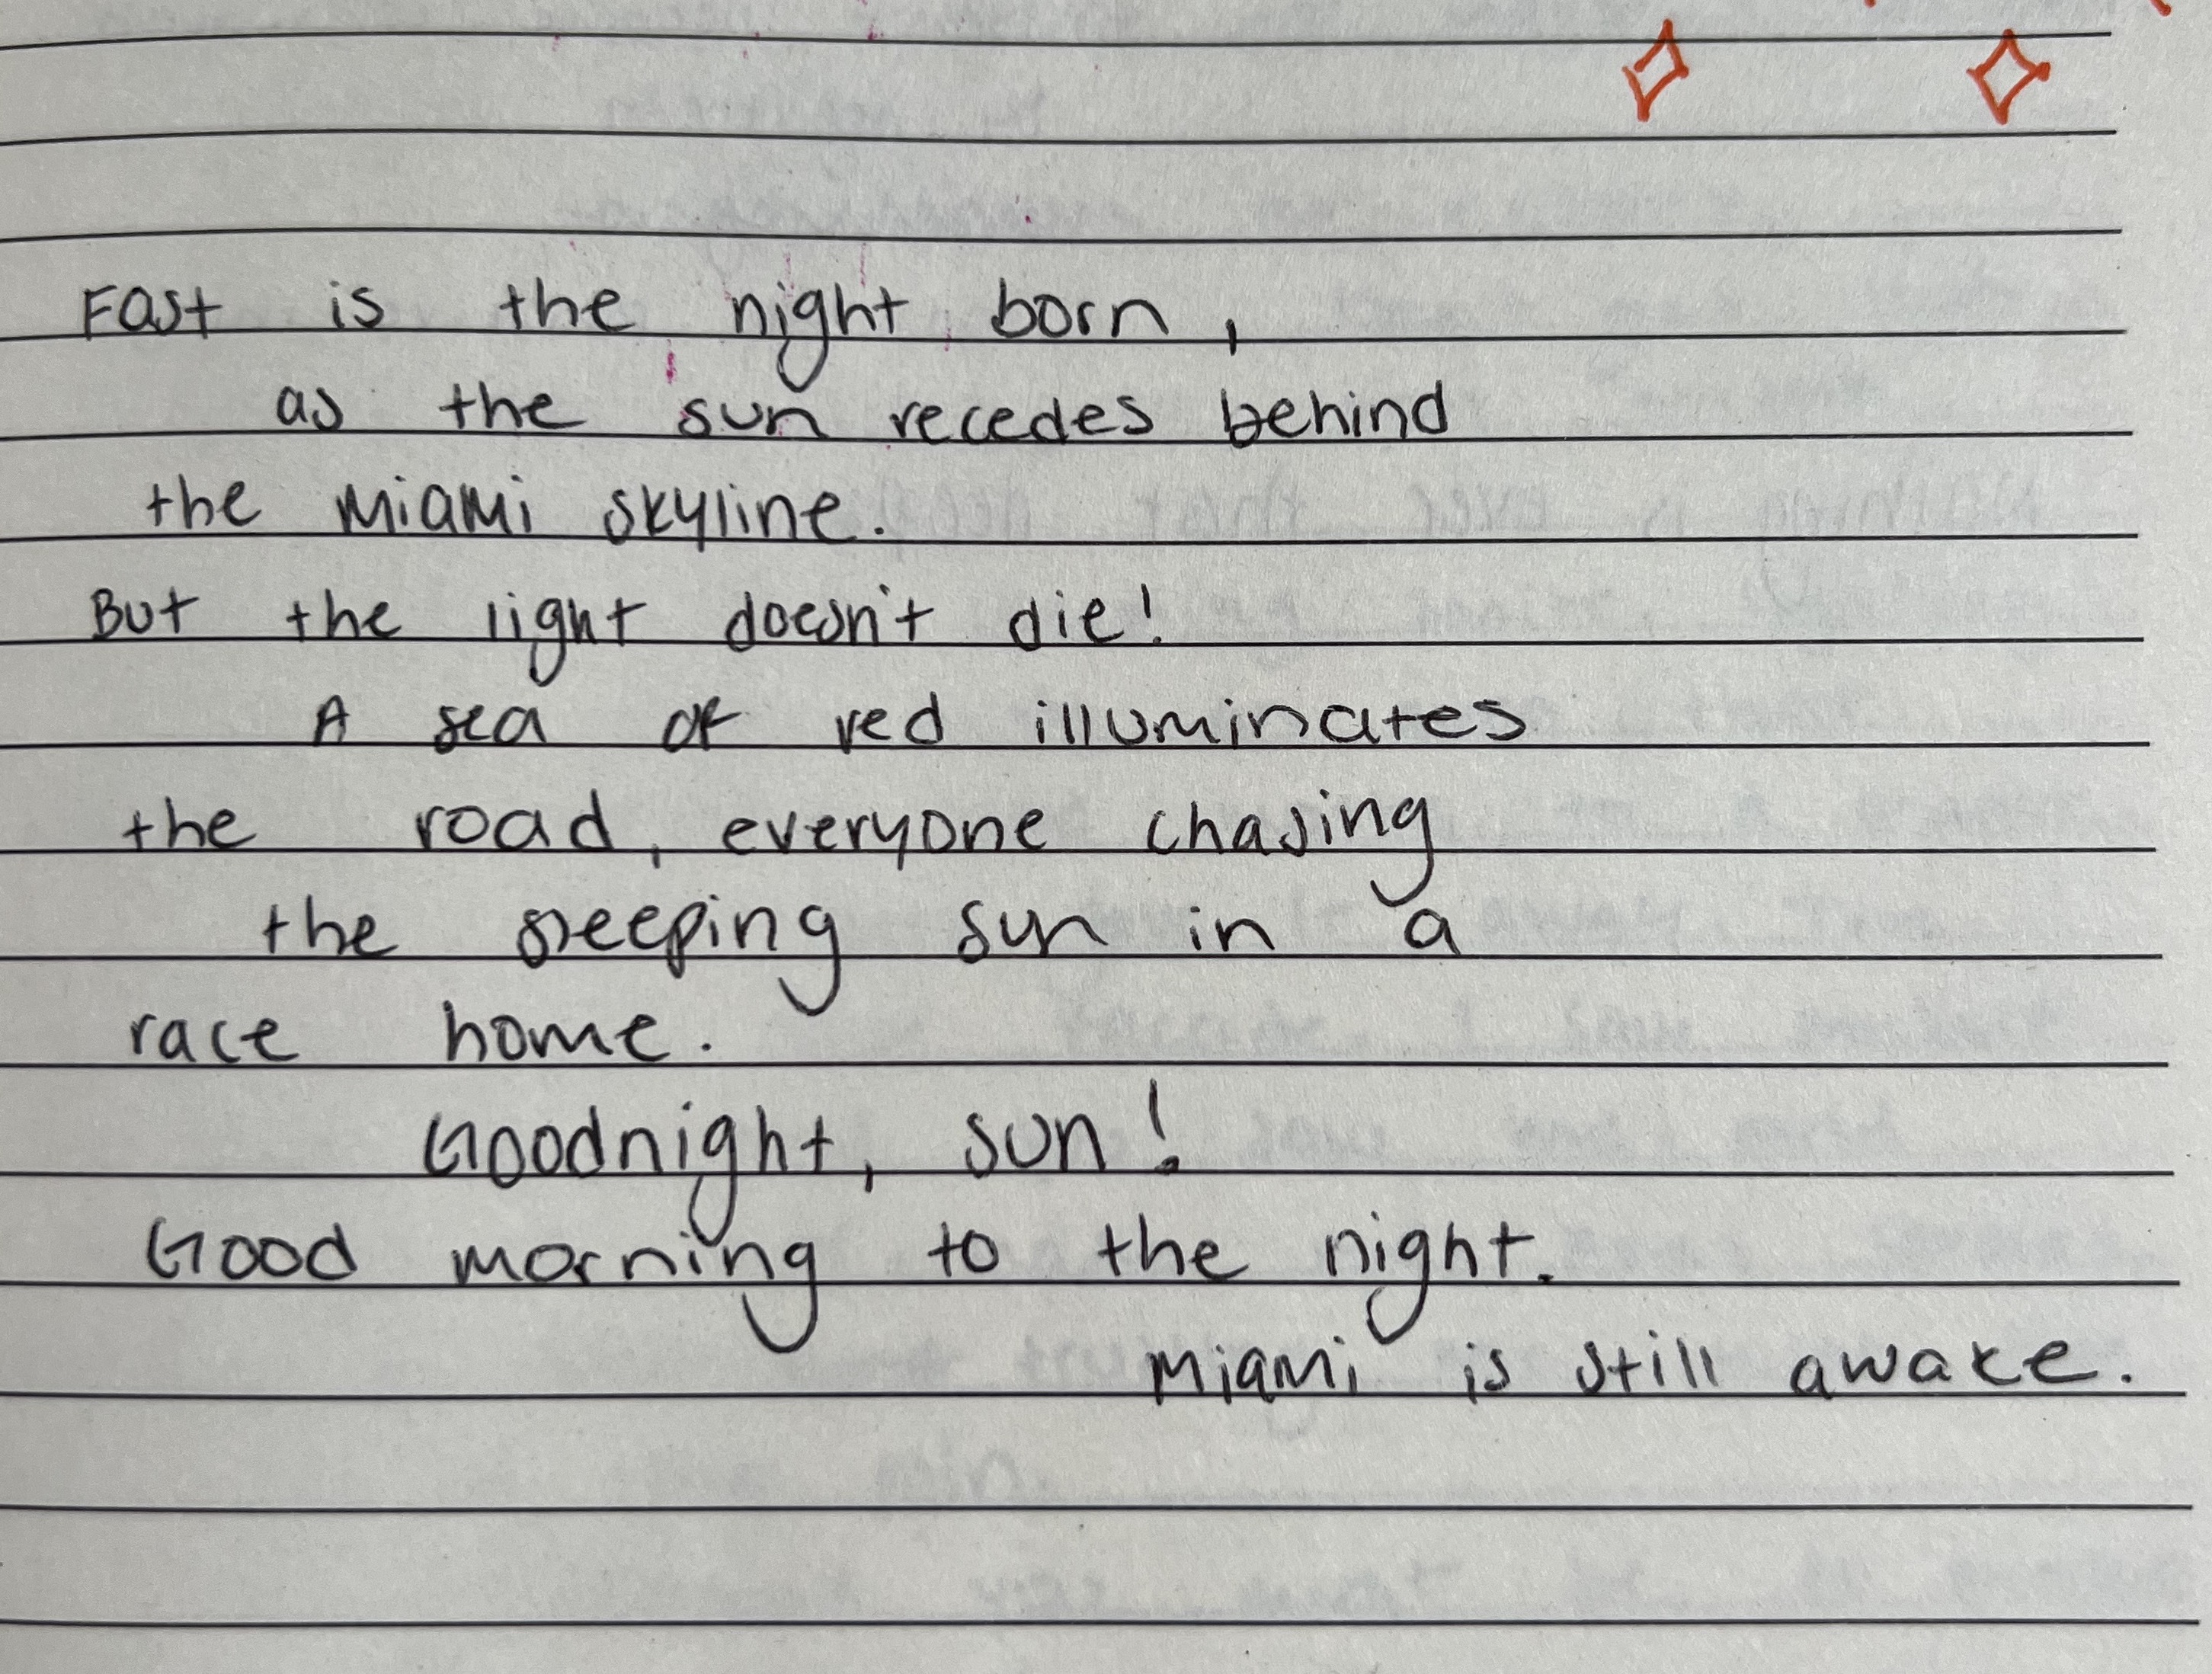 Fast is the night born,
as the sun recedes behind
the Miami skyline.
But the light doesn't die!
A sea of red illuminates
the road, everyone chasing
the sleeping sun in a
race home.
Goodnight, sun!
Good morning to the night.
Miami is still awake.